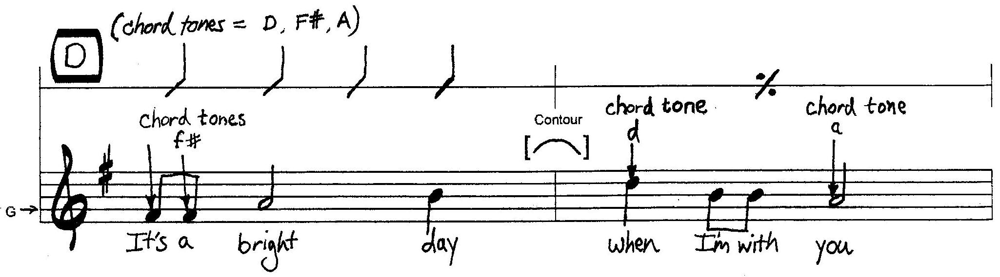 (chord tones = D, F#, A)
D
chord tones
f#
Contour
chord tone
d
chord tone
a
G
It's a bright day when I'm with you